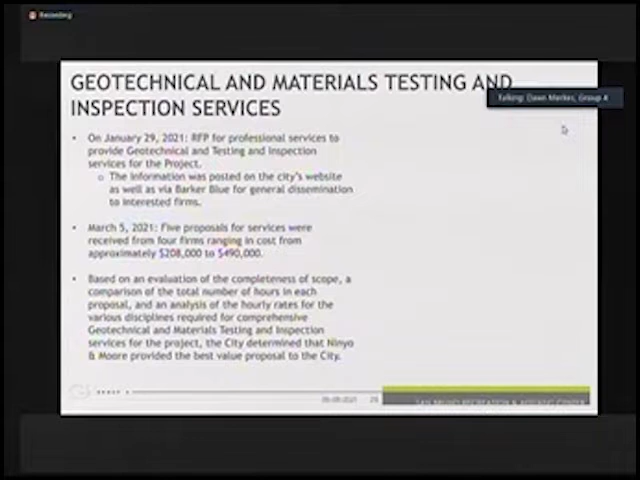 Recording
GEOTECHNICAL AND MATERIALS TESTING AND
INSPECTION SERVICES
Talking: Dawn Merkes, Group 4
• On January 29, 2021: RFP for professional services to
provide Geotechnical and Testing and Inspection
services for the Project.
o The information was posted on the city's website
as well as via Barker Blue for general dissemination
to interested firms.
• March 5, 2021: Five proposals for services were
received from four firms ranging in cost from
approximately $208,000 to $490,000.
• Based on an evaluation of the completeness of scope, a
comparison of the total number of hours in each
proposal, and an analysis of the hourly rates for the
various disciplines required for comprehensive
Geotechnical and Materials Testing and Inspection
services for the project, the City determined that Ninyo
& Moore provided the best value proposal to the City.
SAN BRUNO RECREATION & AQUATIC CENTER